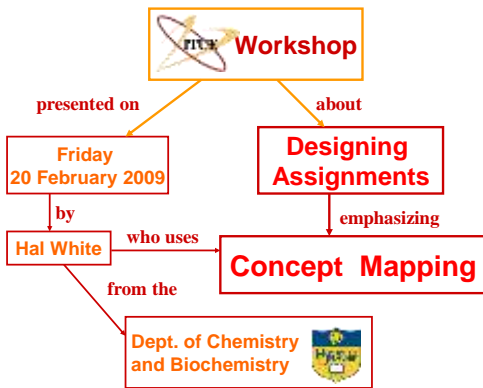 Workshop
presented on
about
Friday
20 February 2009
Designing
Assignments
by
emphasizing
Hal White
who uses
Concept Mapping
from the
Dept. of Chemistry
and Biochemistry